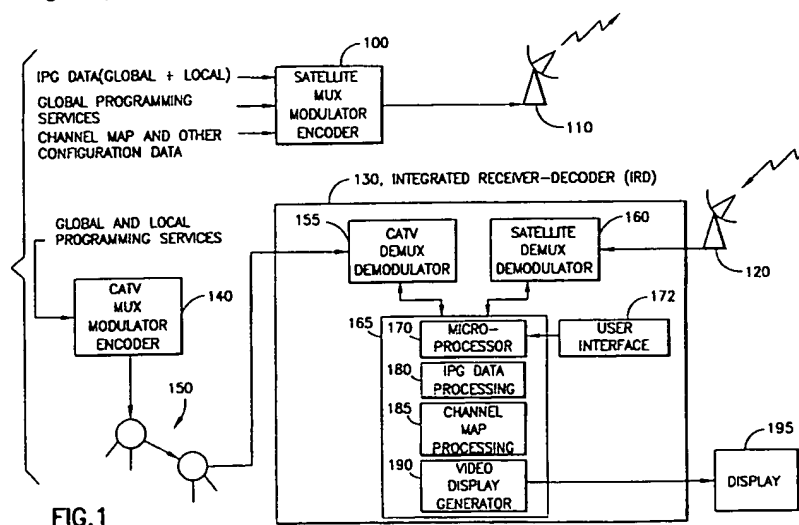 100
IPG DATA(GLOBAL + LOCAL)
GLOBAL PROGRAMMING
SERVICES
CHANNEL MAP AND OTHER
CONFIGURATION DATA
SATELLITE
MUX
MODULATOR
ENCODER
110
130, INTEGRATED RECEIVER-DECODER (IRD)
GLOBAL AND LOCAL
PROGRAMMING SERVICES
155
CATV
DEMUX
DEMODULATOR
160
SATELLITE
DEMUX
DEMODULATOR
120
CATV
MUX
MODULATOR
ENCODER
140
165
170
MICRO-
PROCESSOR
172
USER
INTERFACE
180
IPG DATA
PROCESSING
185
CHANNEL
MAP
PROCESSING
190
VIDEO
DISPLAY
GENERATOR
195
DISPLAY
150
FIG.1